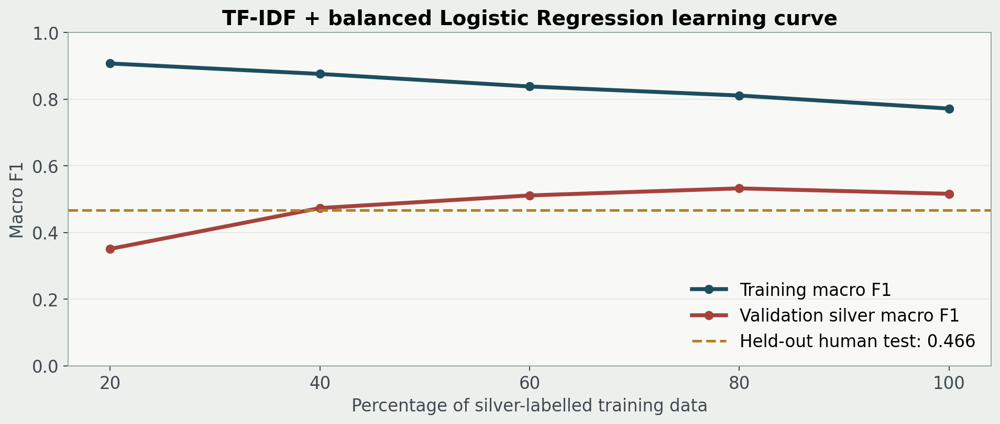 TF-IDF + balanced Logistic Regression learning curve
1.0
0.8
0.6
0.4
0.2
0.0
Macro F1
Training macro F1
Validation silver macro F1
Held-out human test: 0.466
20 40 60 80 100
Percentage of silver-labelled training data